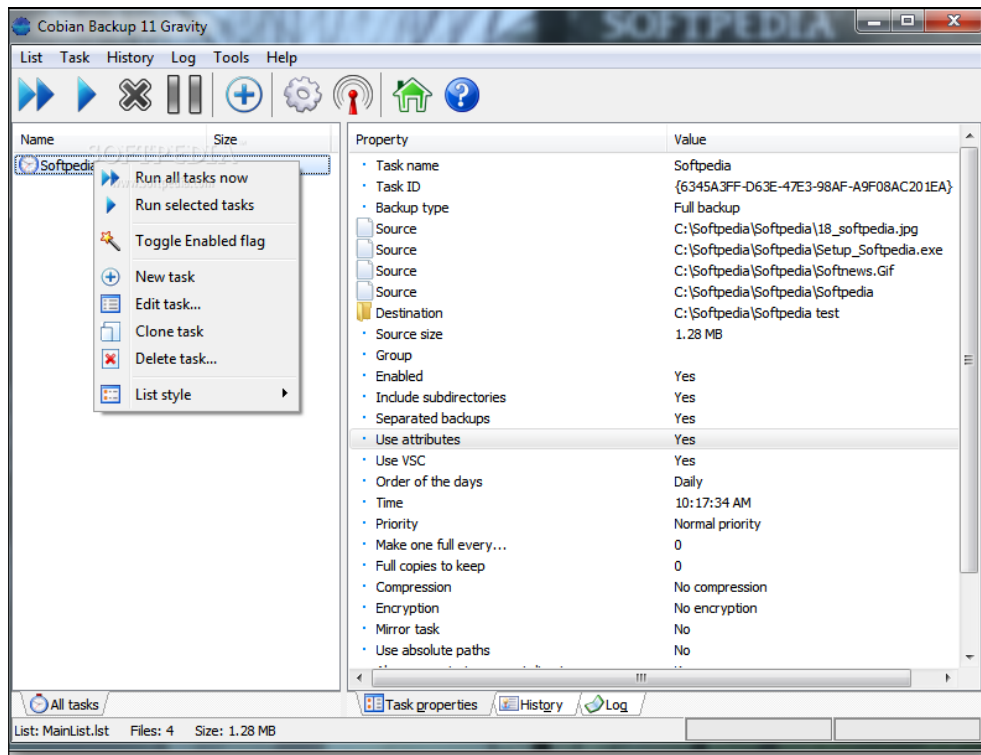 Cobian Backup 11 Gravity
SOFTPEDIA
List Task History Log Tools Help
Name Size
Property Value
SOFTPEDIA
Softpedia
www.softpedia.com
Run all tasks now
Run selected tasks
Toggle Enabled flag
New task
Edit task...
Clone task
Delete task...
List style
Task name Softpedia
Task ID {6345A3FF-D63E-47E3-98AF-A9F08AC201EA}
Backup type Full backup
Source C:\Softpedia\Softpedia\18_softpedia.jpg
Source C:\Softpedia\Softpedia\Setup_Softpedia.exe
Source C:\Softpedia\Softpedia\Softnews.Gif
Source C:\Softpedia\Softpedia\Softpedia
Destination C:\Softpedia\Softpedia test
Source size 1.28 MB
Group
Enabled Yes
Include subdirectories Yes
Separated backups Yes
Use attributes Yes
Use VSC Yes
Order of the days Daily
Time 10:17:34 AM
Priority Normal priority
Make one full every... 0
Full copies to keep 0
Compression No compression
Encryption No encryption
Mirror task No
Use absolute paths No
All tasks
Task properties History Log
List: MainList.lst Files: 4 Size: 1.28 MB